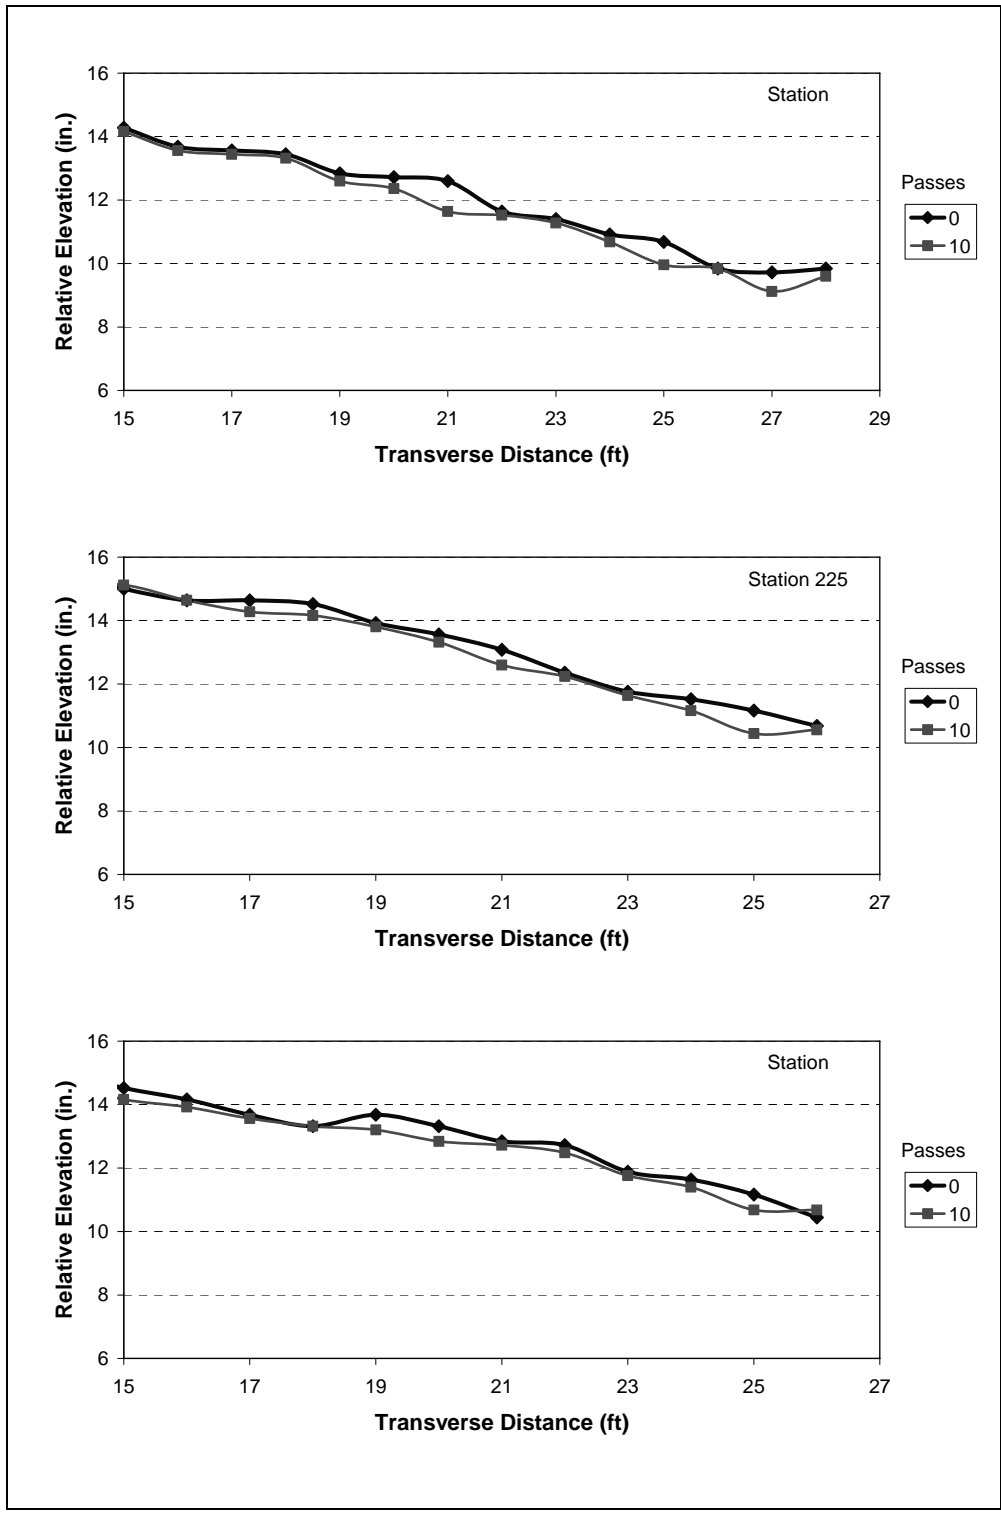 16
Station
14
12
10
8
6
Relative Elevation (in.)
15 17 19 21 23 25 27 29
Transverse Distance (ft)
Passes
0
10
16
Station 225
14
12
10
8
6
Relative Elevation (in.)
15 17 19 21 23 25 27
Transverse Distance (ft)
Passes
0
10
16
Station
14
12
10
8
6
Relative Elevation (in.)
15 17 19 21 23 25 27
Transverse Distance (ft)
Passes
0
10